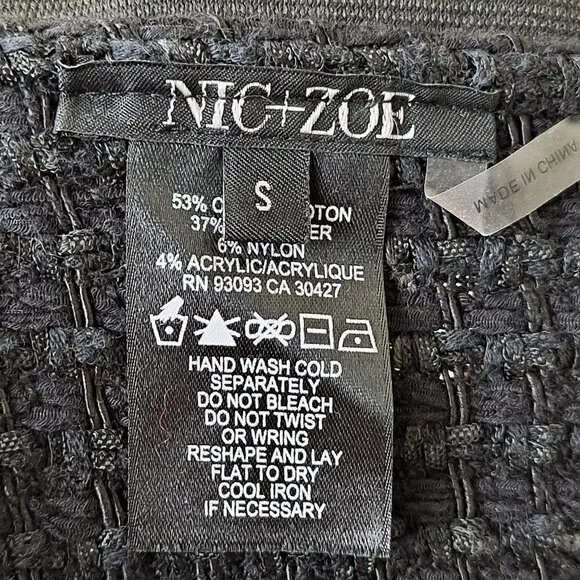 NIC+ZOE
S
MADE IN CHINA
53% OTON
37% ER
6% NYLON
4% ACRYLIC/ACRYLIQUE
RN 93093 CA 30427
HAND WASH COLD
SEPARATELY
DO NOT BLEACH
DO NOT TWIST
OR WRING
RESHAPE AND LAY
FLAT TO DRY
COOL IRON
IF NECESSARY